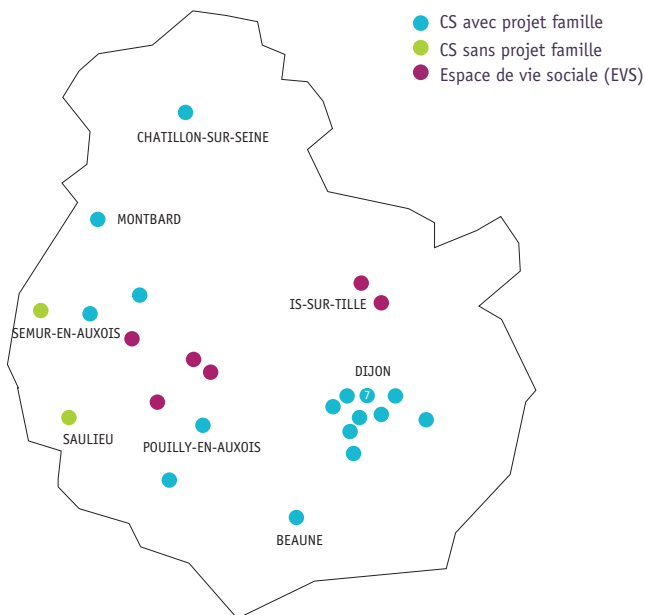 CS avec projet famille
CS sans projet famille
Espace de vie sociale (EVS)
CHATILLON-SUR-SEINE
MONTBARD
IS-SUR-TILLE
SEMUR-EN-AUXOIS
DIJON
7
SAULIEU
POUILLY-EN-AUXOIS
BEAUNE